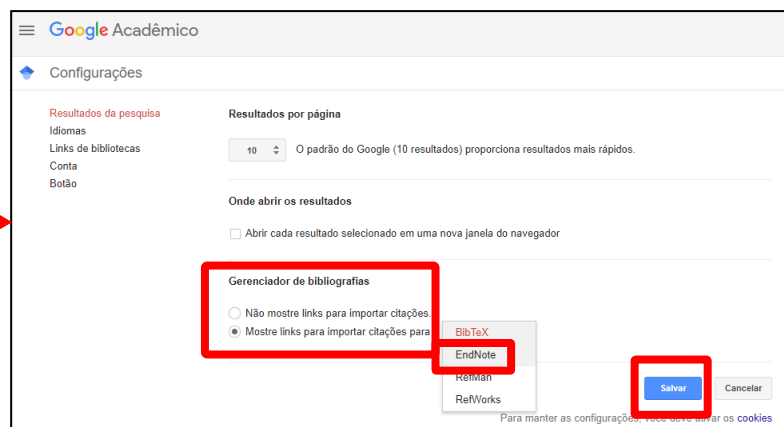 Google Acadêmico
Configurações
Resultados da pesquisa
Idiomas
Links de bibliotecas
Conta
Botão
Resultados por página
10 O padrão do Google (10 resultados) proporciona resultados mais rápidos.
Onde abrir os resultados
Abrir cada resultado selecionado em uma nova janela do navegador
Gerenciador de bibliografias
Não mostre links para importar citações.
Mostre links para importar citações para
BibTeX
EndNote
RefMan
RefWorks
Salvar Cancelar
Para manter as configurações, você deve ativar os cookies